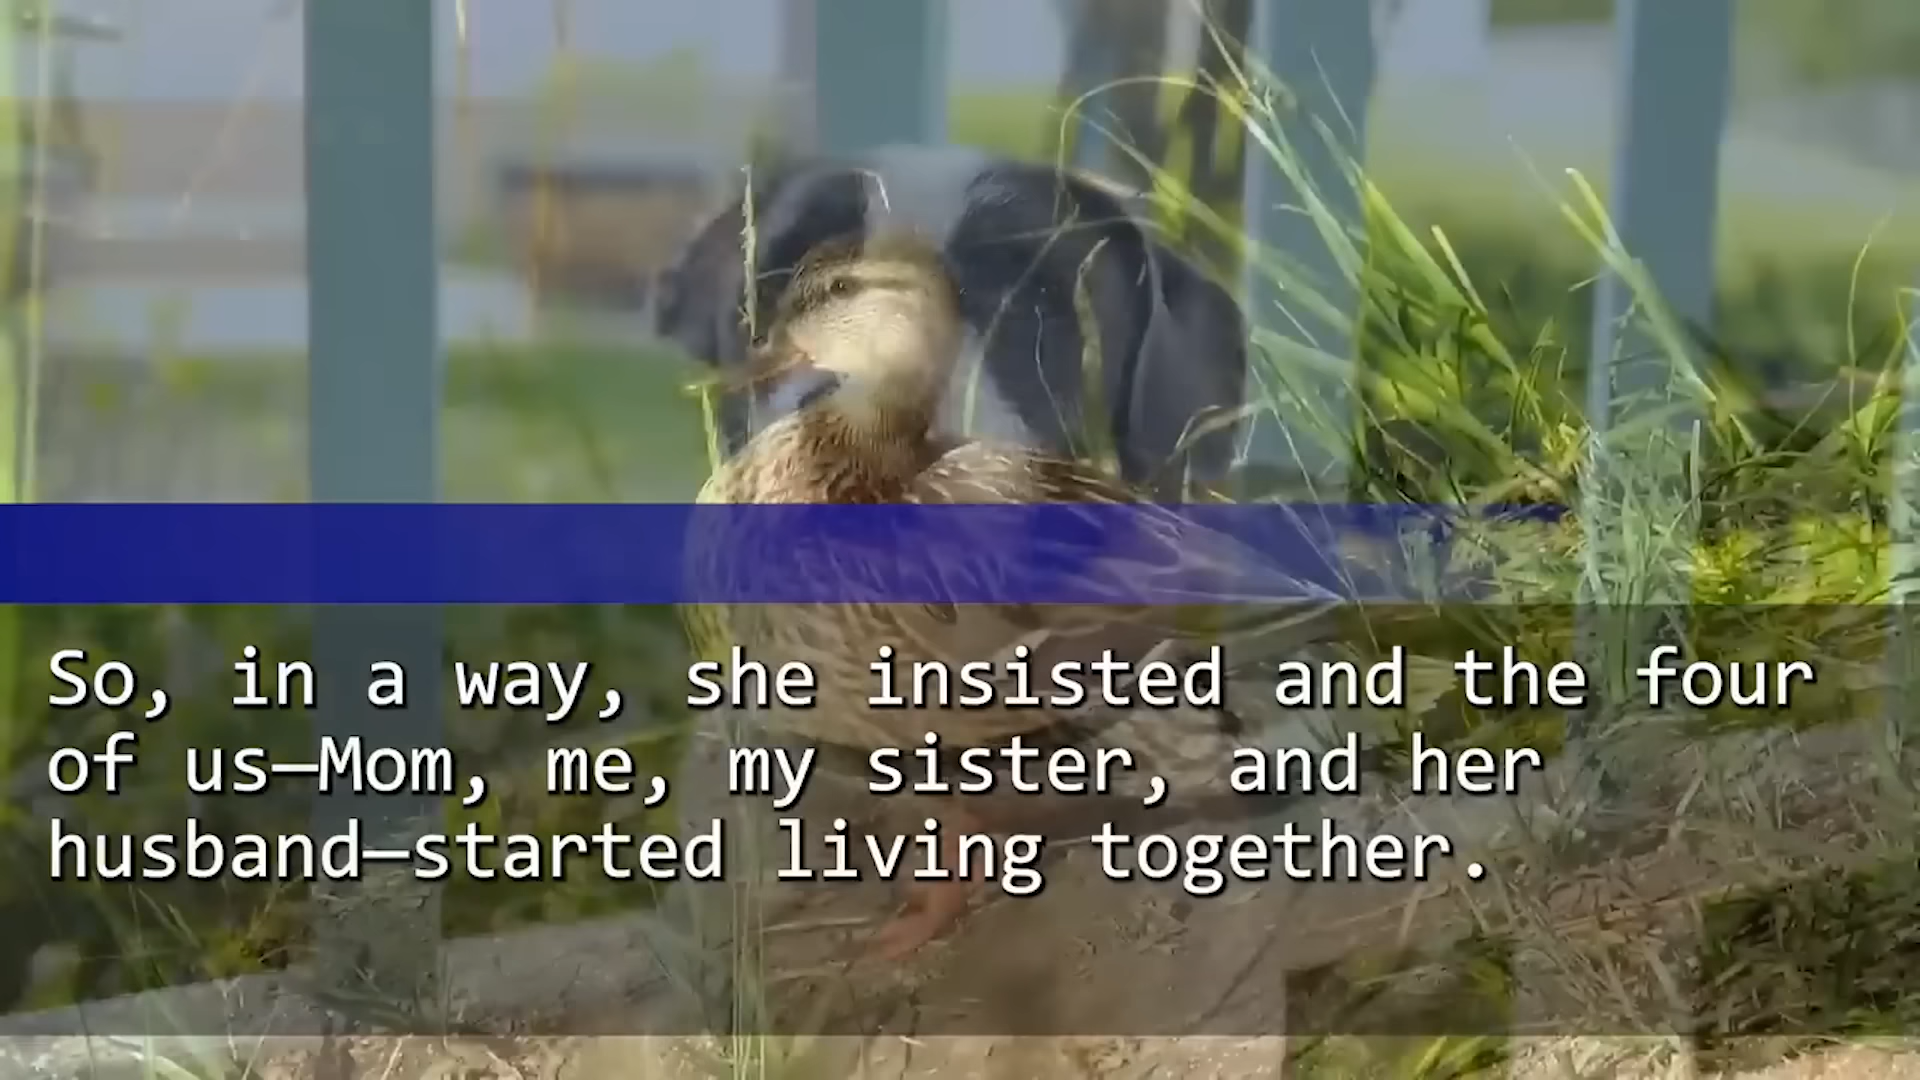 So, in a way, she insisted and the four
of us—Mom, me, my sister, and her
husband—started living together.